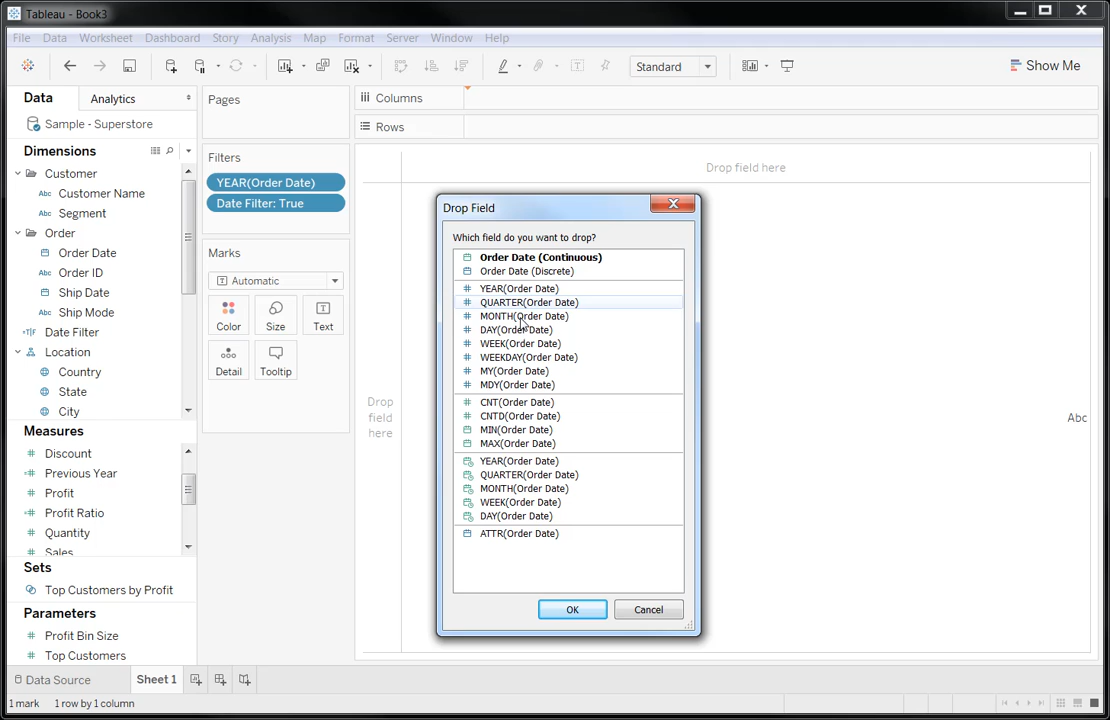 Tableau - Book3
File Data Worksheet Dashboard Story Analysis Map Format Server Window Help
Standard
Show Me
Data
Analytics
Sample - Superstore
Dimensions
Customer
Abc Customer Name
Abc Segment
Order
Order Date
Abc Order ID
Ship Date
Abc Ship Mode
Date Filter
Location
Country
State
City
Measures
Discount
Previous Year
Profit
Profit Ratio
Quantity
Sales
Sets
Top Customers by Profit
Parameters
Profit Bin Size
Top Customers
Pages
Filters
YEAR(Order Date)
Date Filter: True
Marks
Automatic
Color
Size
Text
Detail
Tooltip
Columns
Rows
Drop field here
Drop
field
here
Abc
Drop Field
Which field do you want to drop?
Order Date (Continuous)
Order Date (Discrete)
YEAR(Order Date)
QUARTER(Order Date)
MONTH(Order Date)
DAY(Order Date)
WEEK(Order Date)
WEEKDAY(Order Date)
MY(Order Date)
MDY(Order Date)
CNT(Order Date)
CNTD(Order Date)
MIN(Order Date)
MAX(Order Date)
YEAR(Order Date)
QUARTER(Order Date)
MONTH(Order Date)
WEEK(Order Date)
DAY(Order Date)
ATTR(Order Date)
OK
Cancel
Data Source
Sheet 1
1 mark 1 row by 1 column